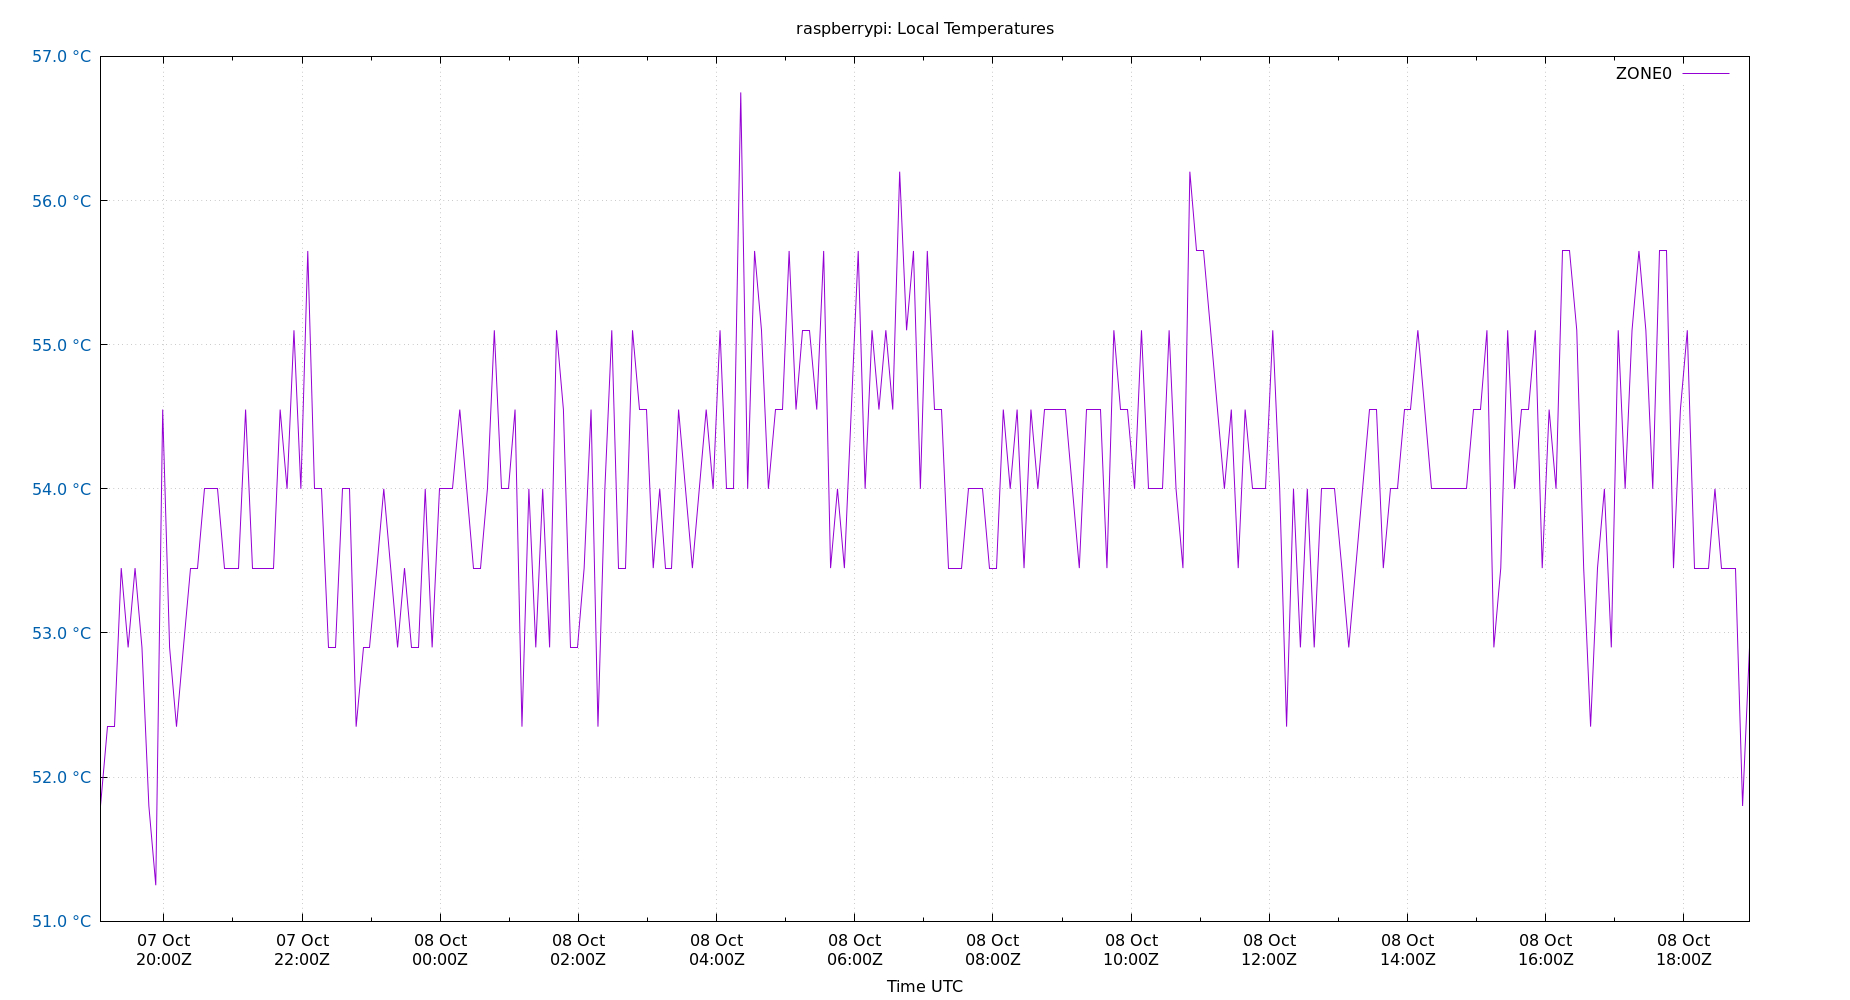 raspberrypi: Local Temperatures
57.0 °C
ZONE0
56.0 °C
55.0 °C
54.0 °C
53.0 °C
52.0 °C
51.0 °C
07 Oct 07 Oct 08 Oct 08 Oct 08 Oct 08 Oct 08 Oct 08 Oct 08 Oct 08 Oct 08 Oct 08 Oct
20:00Z 22:00Z 00:00Z 02:00Z 04:00Z 06:00Z 08:00Z 10:00Z 12:00Z 14:00Z 16:00Z 18:00Z
Time UTC